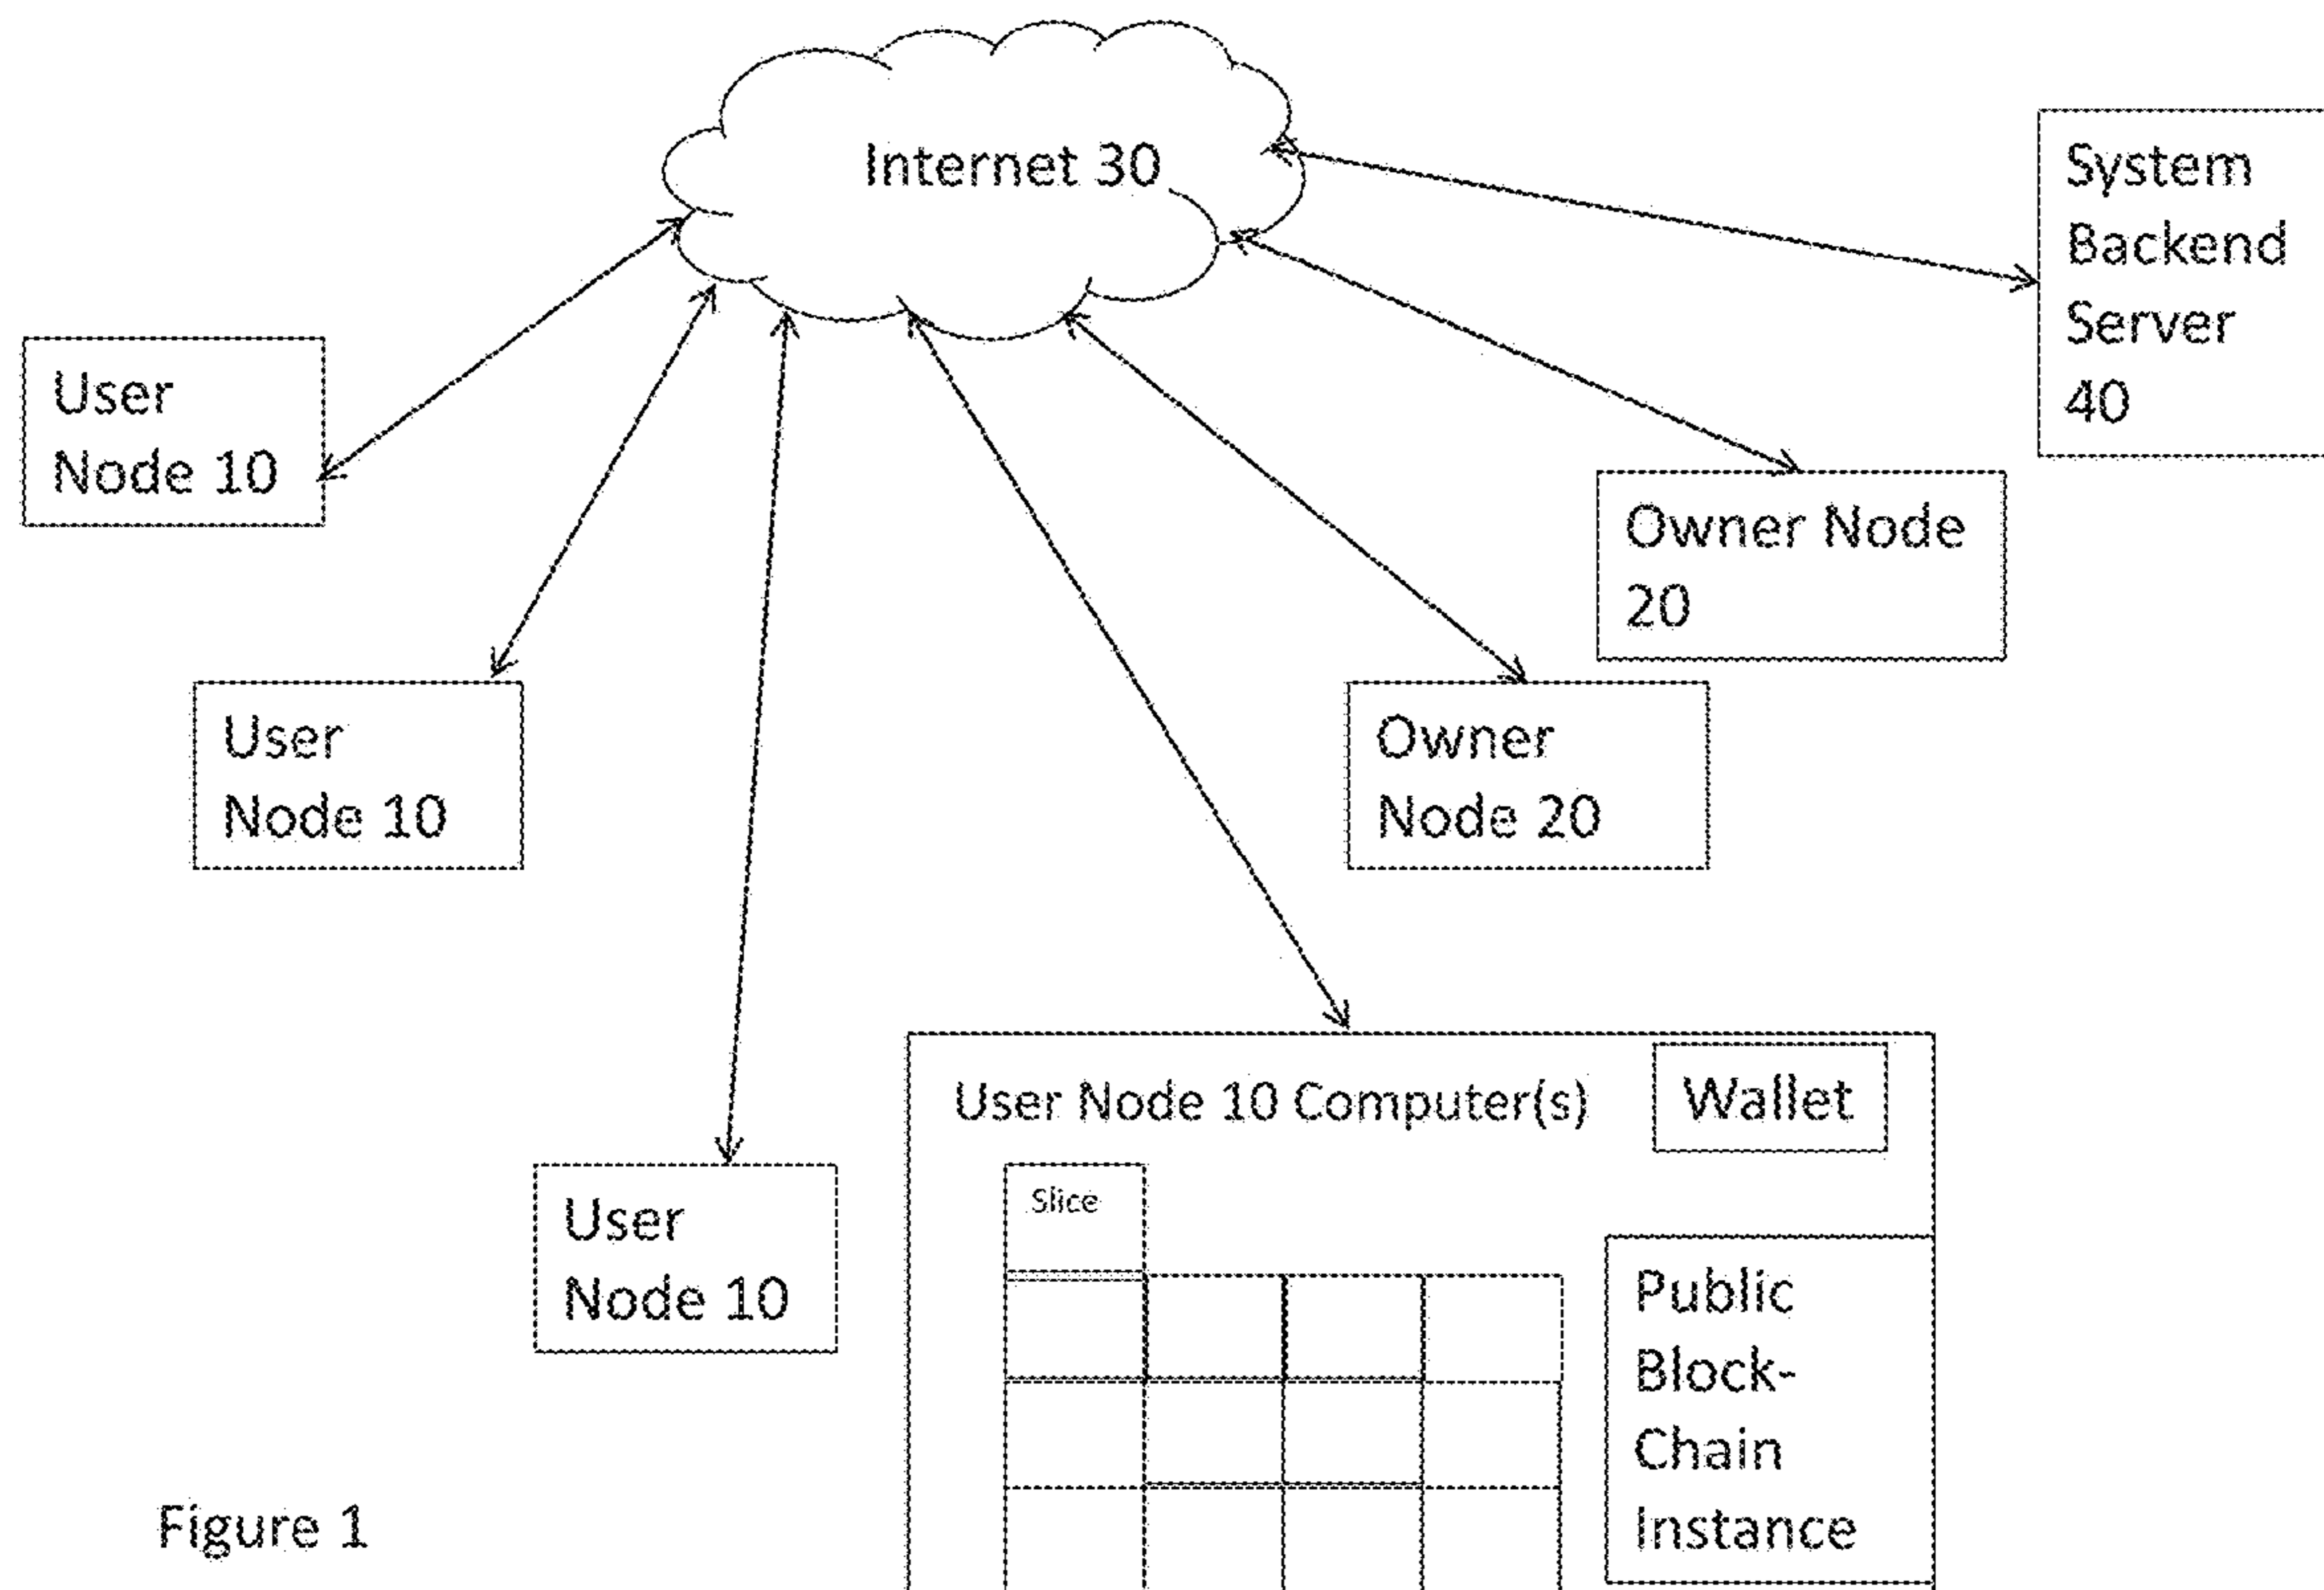 Internet 30
System
Backend
Server
40
User
Node 10
Owner Node
20
User
Node 10
Owner
Node 20
User Node 10 Computer(s)
Wallet
Slice
User
Node 10
Public
Block-
Chain
Instance
Figure 1